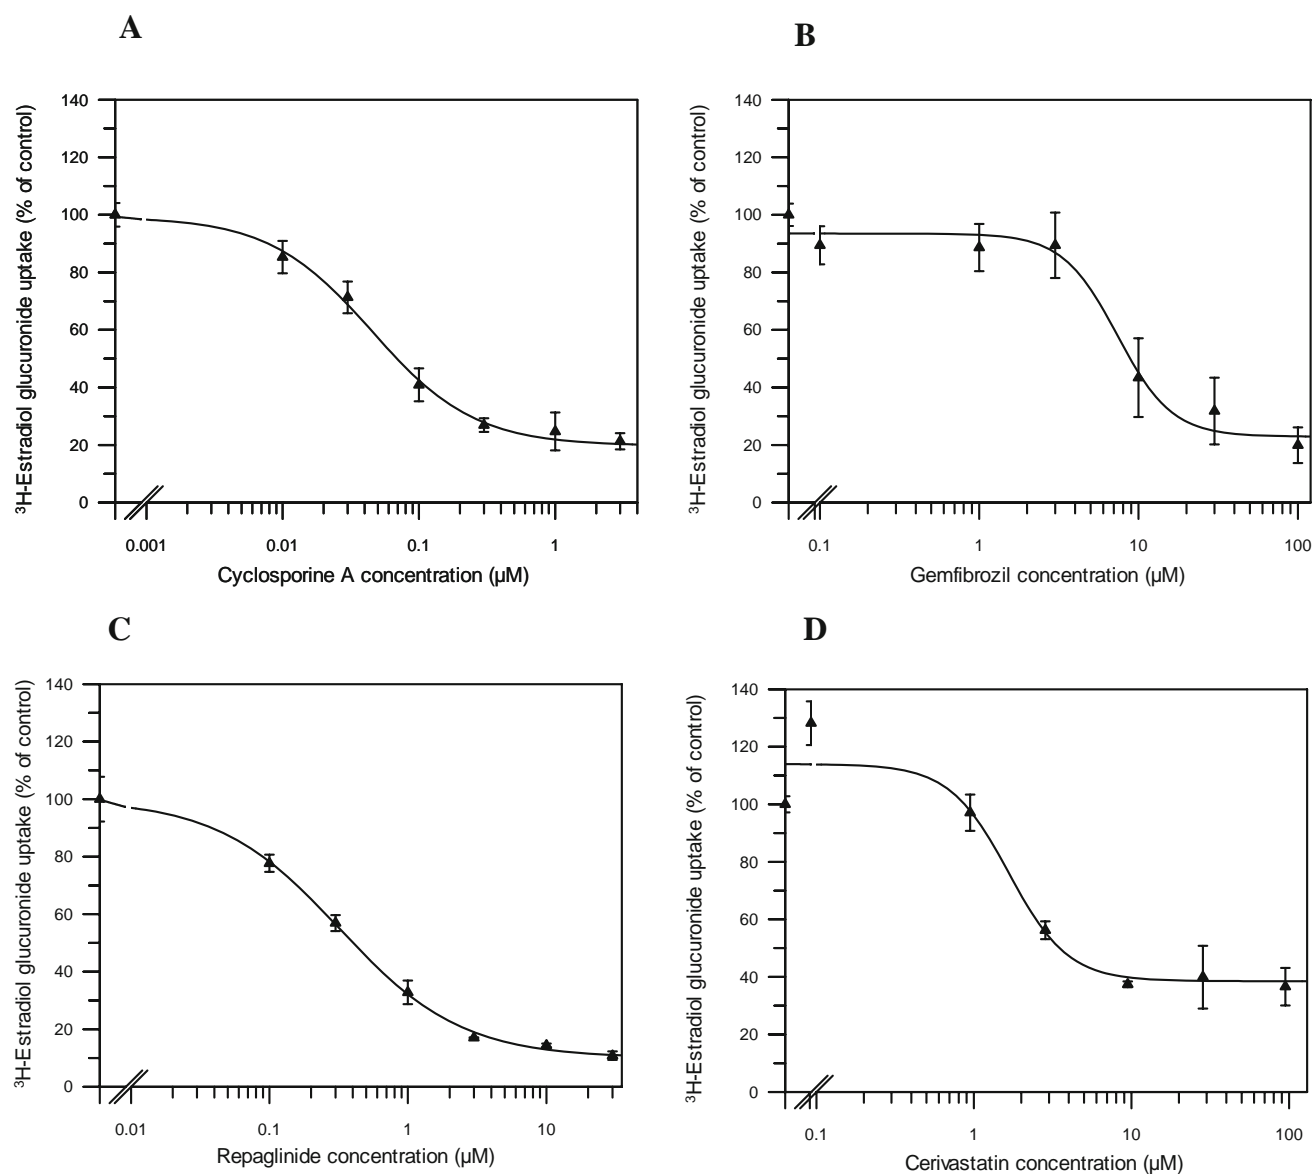 A
140
120
100
80
60
40
20
0
³H-Estradiol glucuronide uptake (% of control)
0.001 0.01 0.1 1
Cyclosporine A concentration (µM)
B
140
120
100
80
60
40
20
0
³H-Estradiol glucuronide uptake (% of control)
0.1 1 10 100
Gemfibrozil concentration (µM)
C
140
120
100
80
60
40
20
0
³H-Estradiol glucuronide uptake (% of control)
0.01 0.1 1 10
Repaglinide concentration (µM)
D
140
120
100
80
60
40
20
0
³H-Estradiol glucuronide uptake (% of control)
0.1 1 10 100
Cerivastatin concentration (µM)